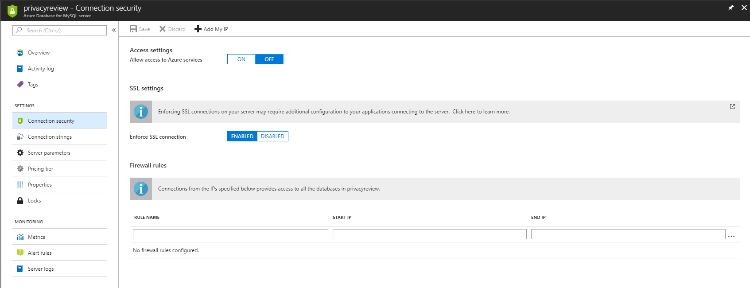 privacyreview - Connection security
Azure Database for MySQL server
Search (Ctrl+/)
Overview
Activity log
Tags
SETTINGS
Connection security
Connection strings
Server parameters
Pricing tier
Properties
Locks
MONITORING
Metrics
Alert rules
Server logs
Save Discard Add My IP
Access settings
Allow access to Azure services ON OFF
SSL settings
Enforcing SSL connections on your server may require additional configuration to your applications connecting to the server. Click here to learn more.
Enforce SSL connection ENABLED DISABLED
Firewall rules
Connections from the IPs specified below provides access to all the databases in privacyreview.
RULE NAME START IP END IP
No firewall rules configured.